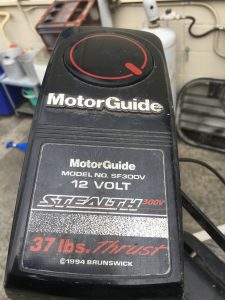 MotorGuide
MotorGuide
MODEL NO. SF300V
12 VOLT
STEALTH 300V
37 lbs. Thrust
©1994 BRUNSWICK